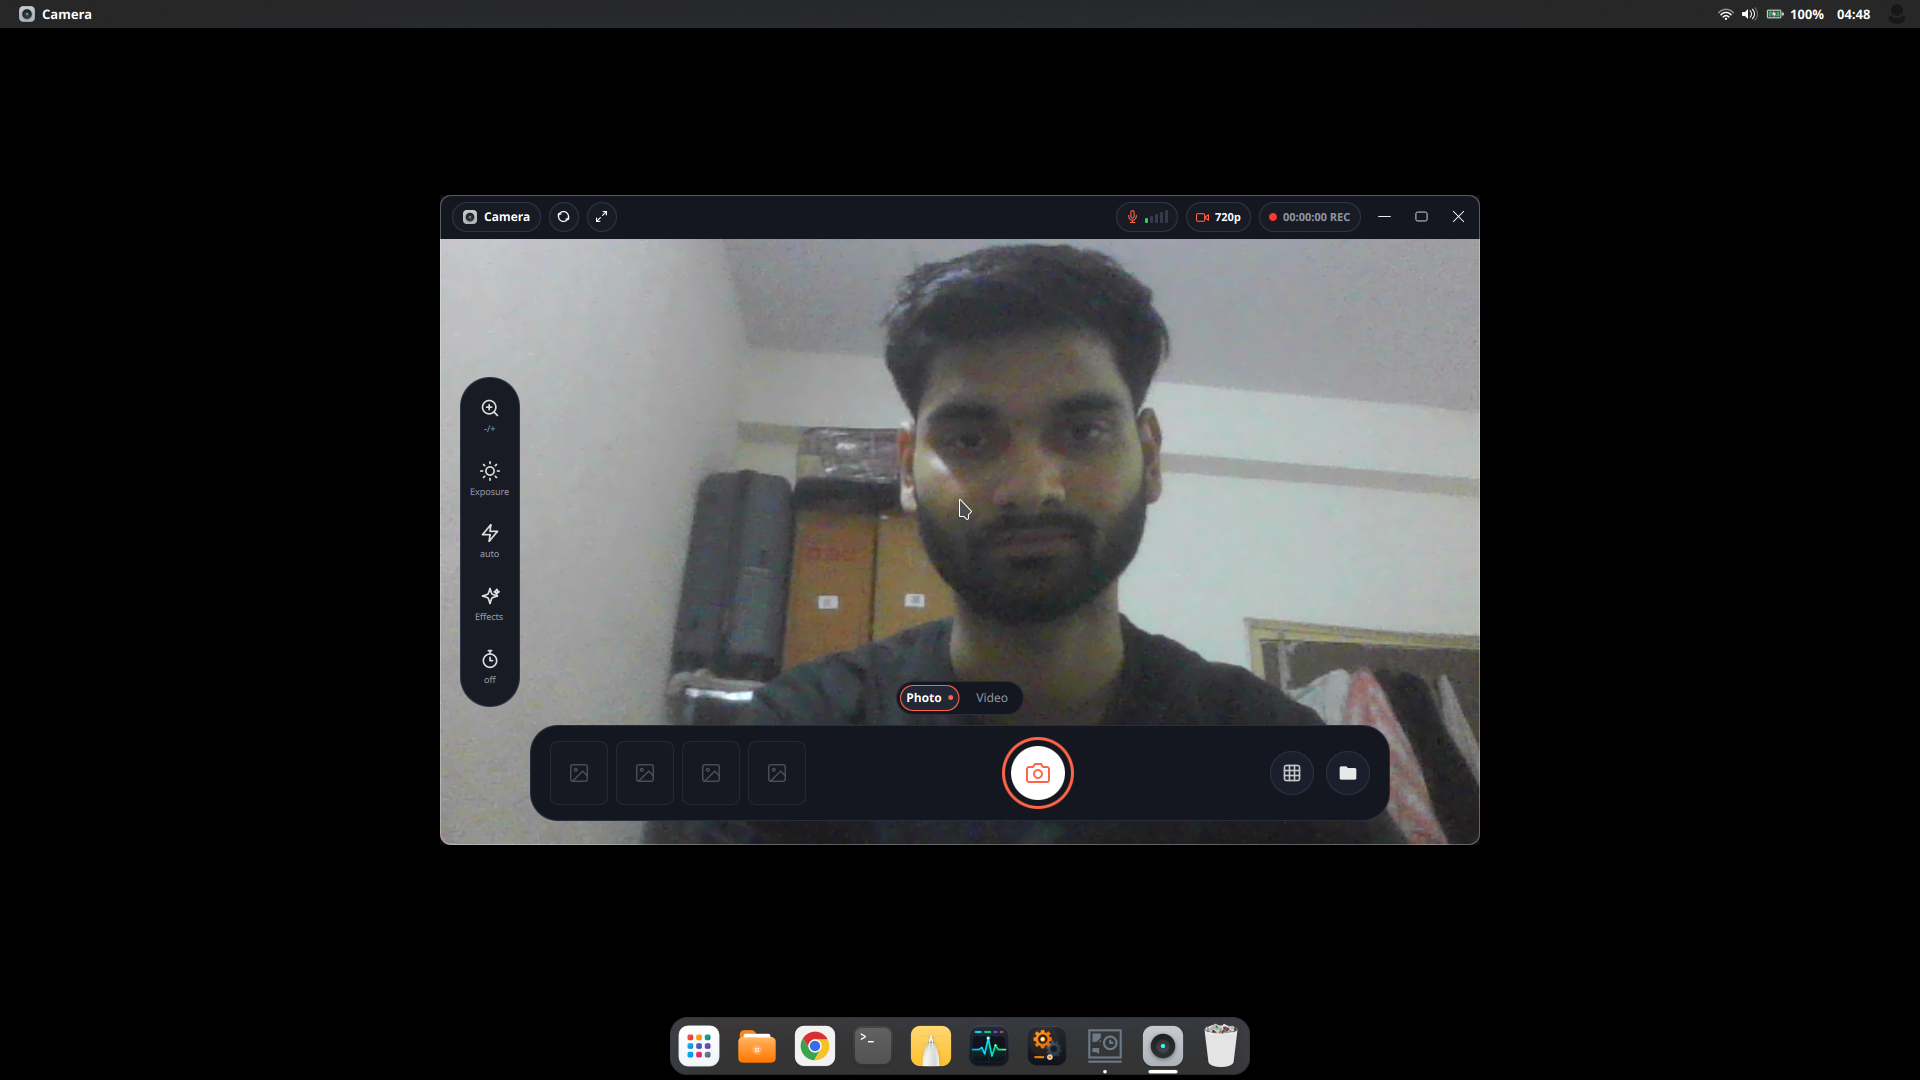 Camera
100% 04:48
Camera
720p
00:00:00 REC
-/+
Exposure
auto
Effects
off
Photo
Video
>_